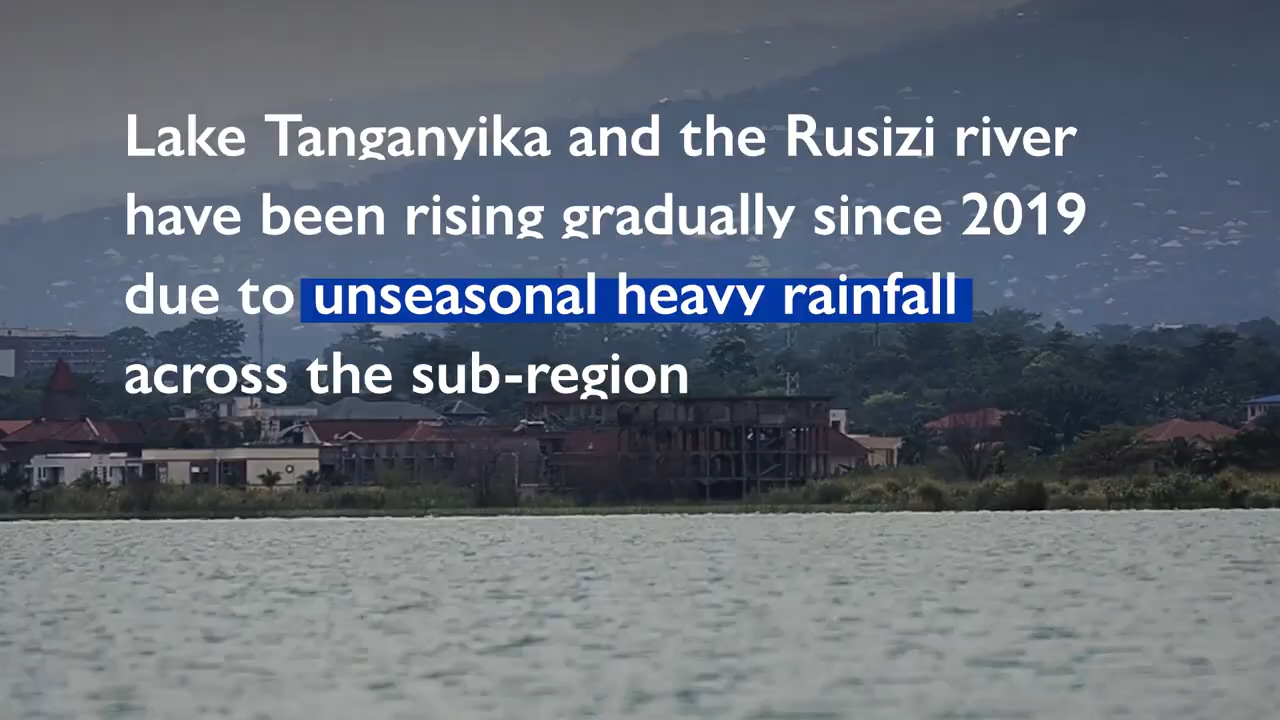 Lake Tanganyika and the Rusizi river
have been rising gradually since 2019
due to unseasonal heavy rainfall
across the sub-region